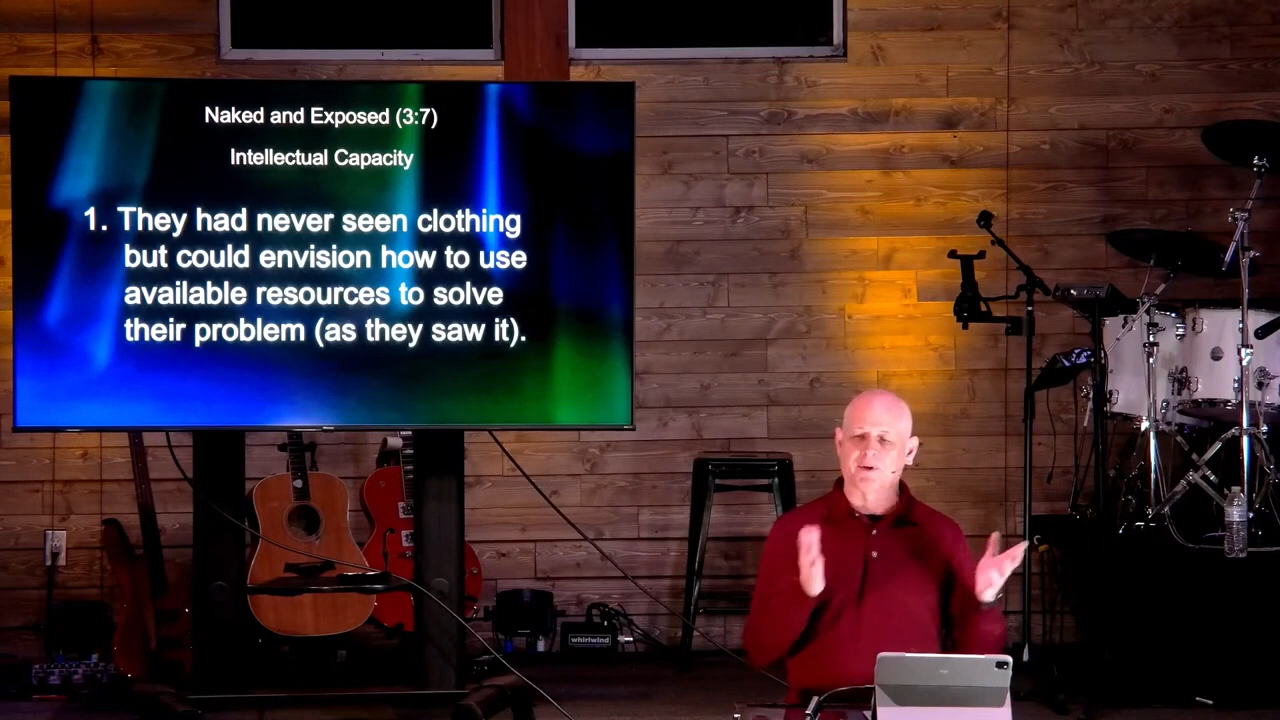 Naked and Exposed (3:7)
Intellectual Capacity
1. They had never seen clothing
but could envision how to use
available resources to solve
their problem (as they saw it).
whirlwind